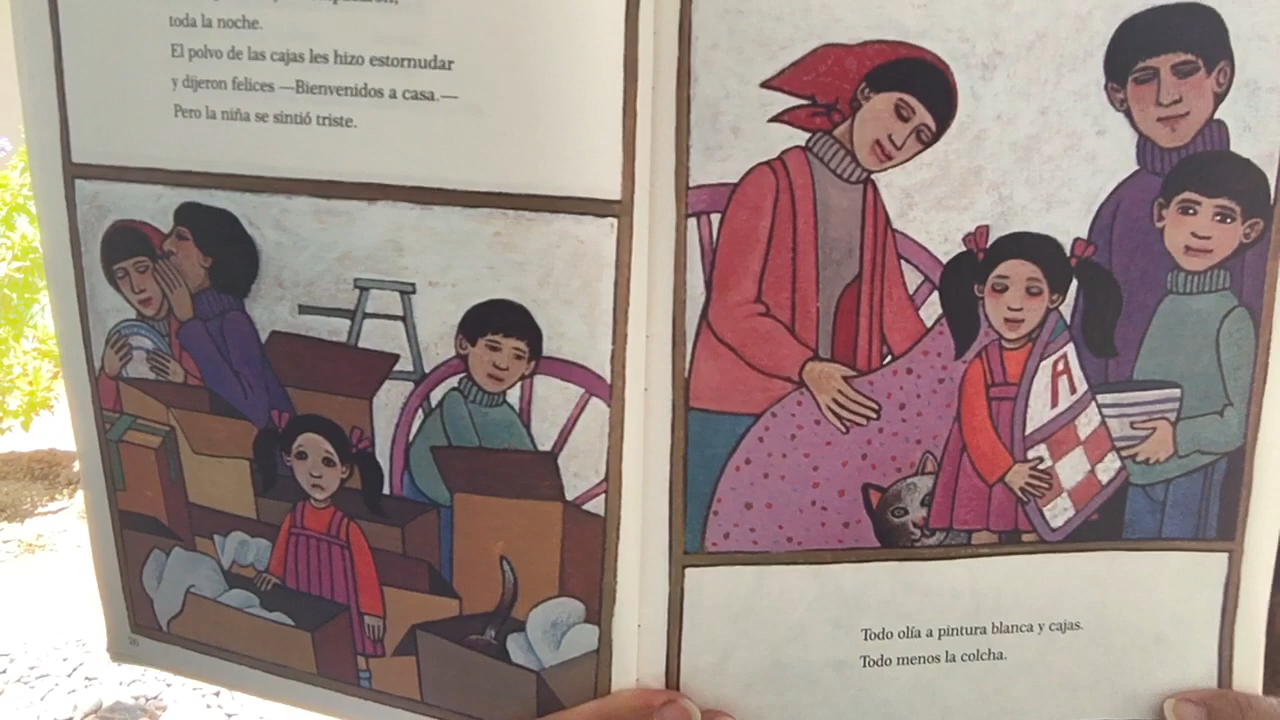 toda la noche.
El polvo de las cajas les hizo estornudar
y dijeron felices —Bienvenidos a casa.—
Pero la niña se sintió triste.
A
26
Todo olía a pintura blanca y cajas.
Todo menos la colcha.